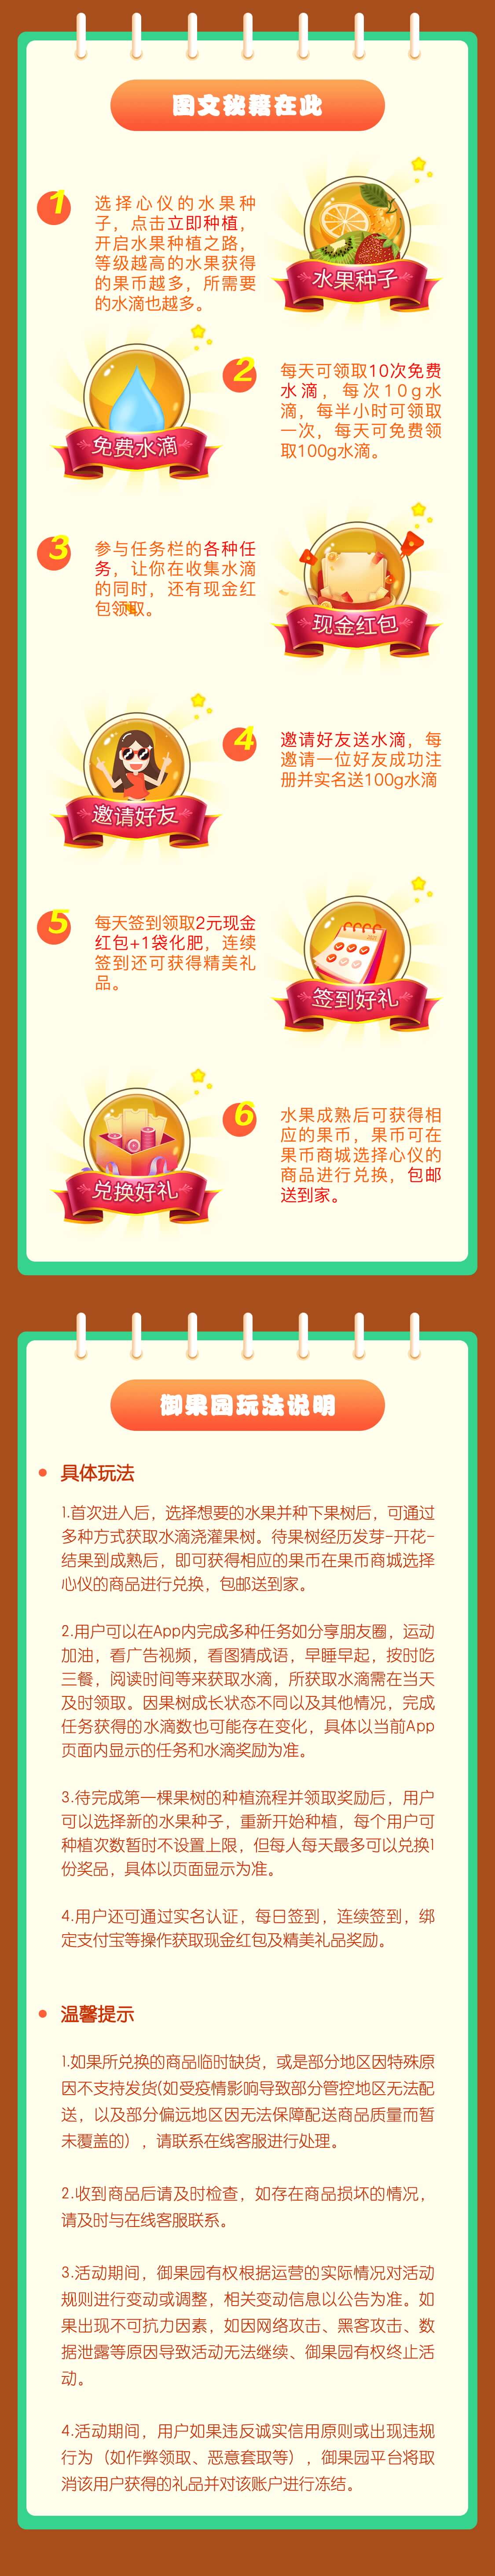 图文秘籍在此
1
选择心仪的水果种
子，点击立即种植，
开启水果种植之路，
等级越高的水果获得
的果币越多，所需要
的水滴也越多。
水果种子
免费水滴
2
每天可领取10次免费
水滴，每次10g水
滴，每半小时可领取
一次，每天可免费领
取100g水滴。
3
参与任务栏的各种任
务，让你在收集水滴
的同时，还有现金红
包领取。
现金红包
邀请好友
4
邀请好友送水滴，每
邀请一位好友成功注
册并实名送100g水滴
5
每天签到领取2元现金
红包+1袋化肥，连续
签到还可获得精美礼
品。
签到好礼
兑换好礼
6
水果成熟后可获得相
应的果币，果币可在
果币商城选择心仪的
商品进行兑换，包邮
送到家。
御果园玩法说明
具体玩法
1.首次进入后，选择想要的水果并种下果树后，可通过
多种方式获取水滴浇灌果树。待果树经历发芽-开花-
结果到成熟后，即可获得相应的果币在果币商城选择
心仪的商品进行兑换，包邮送到家。
2.用户可以在App内完成多种任务如分享朋友圈，运动
加油，看广告视频，看图猜成语，早睡早起，按时吃
三餐，阅读时间等来获取水滴，所获取水滴需在当天
及时领取。因果树成长状态不同以及其他情况，完成
任务获得的水滴数也可能存在变化，具体以当前App
页面内显示的任务和水滴奖励为准。
3.待完成第一棵果树的种植流程并领取奖励后，用户
可以选择新的水果种子，重新开始种植，每个用户可
种植次数暂时不设置上限，但每人每天最多可以兑换1
份奖品，具体以页面显示为准。
4.用户还可通过实名认证，每日签到，连续签到，绑
定支付宝等操作获取现金红包及精美礼品奖励。
温馨提示
1.如果所兑换的商品临时缺货，或是部分地区因特殊原
因不支持发货(如受疫情影响导致部分管控地区无法配
送，以及部分偏远地区因无法保障配送商品质量而暂
未覆盖的），请联系在线客服进行处理。
2.收到商品后请及时检查，如存在商品损坏的情况，
请及时与在线客服联系。
3.活动期间，御果园有权根据运营的实际情况对活动
规则进行变动或调整，相关变动信息以公告为准。如
果出现不可抗力因素，如因网络攻击、黑客攻击、数
据泄露等原因导致活动无法继续、御果园有权终止活
动。
4.活动期间，用户如果违反诚实信用原则或出现违规
行为（如作弊领取、恶意套取等），御果园平台将取
消该用户获得的礼品并对该账户进行冻结。